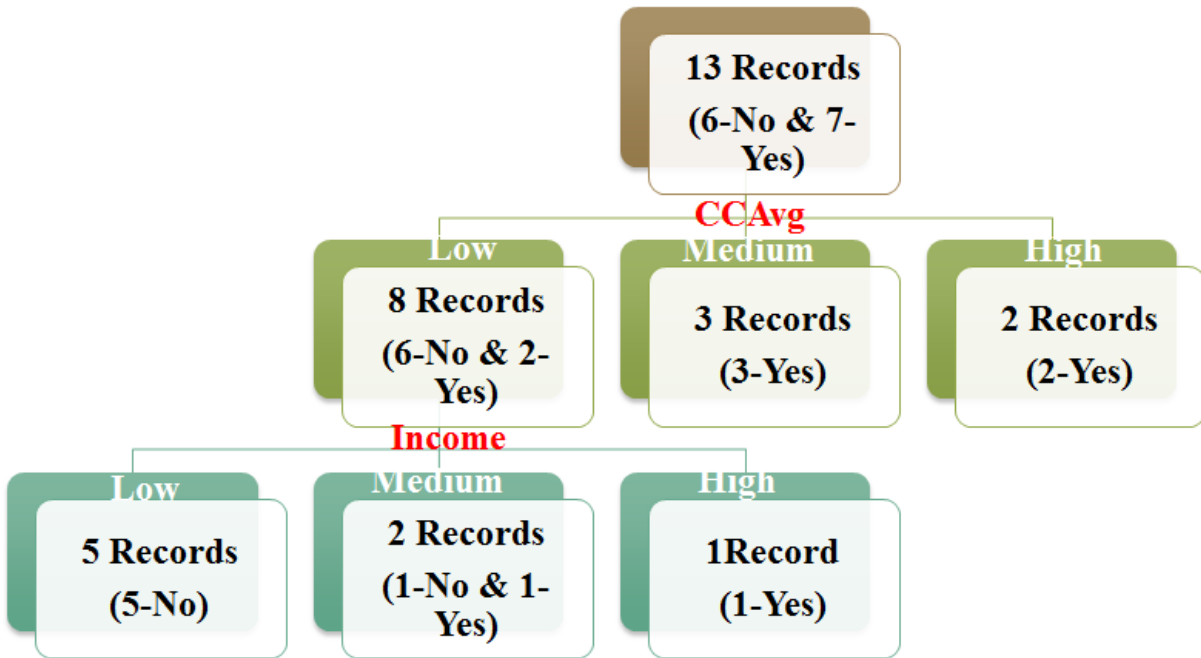 13 Records
(6-No & 7-
Yes)
CCAvg
Low
Medium
High
8 Records
(6-No & 2-
Yes)
3 Records
(3-Yes)
2 Records
(2-Yes)
Income
Low
Medium
High
5 Records
(5-No)
2 Records
(1-No & 1-
Yes)
1Record
(1-Yes)